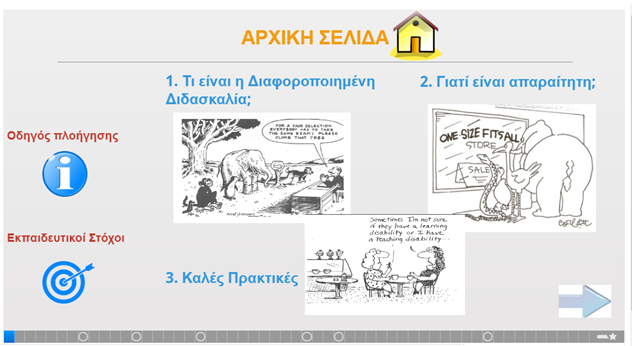 ΑΡΧΙΚΗ ΣΕΛΙΔΑ
1. Τι είναι η Διαφοροποιημένη
Διδασκαλία;
2. Γιατί είναι απαραίτητη;
Οδηγός πλοήγησης
i
FOR A FAIR SELECTION
EVERYBODY HAS TO TAKE
THE SAME EXAM: PLEASE
CLIMB THAT TREE
ONE-SIZE FITS ALL
STORE
SALE
Εκπαιδευτικοί Στόχοι
Sometimes I'm not sure
if they have a learning
disability or I have
a teaching disability...
3. Καλές Πρακτικές